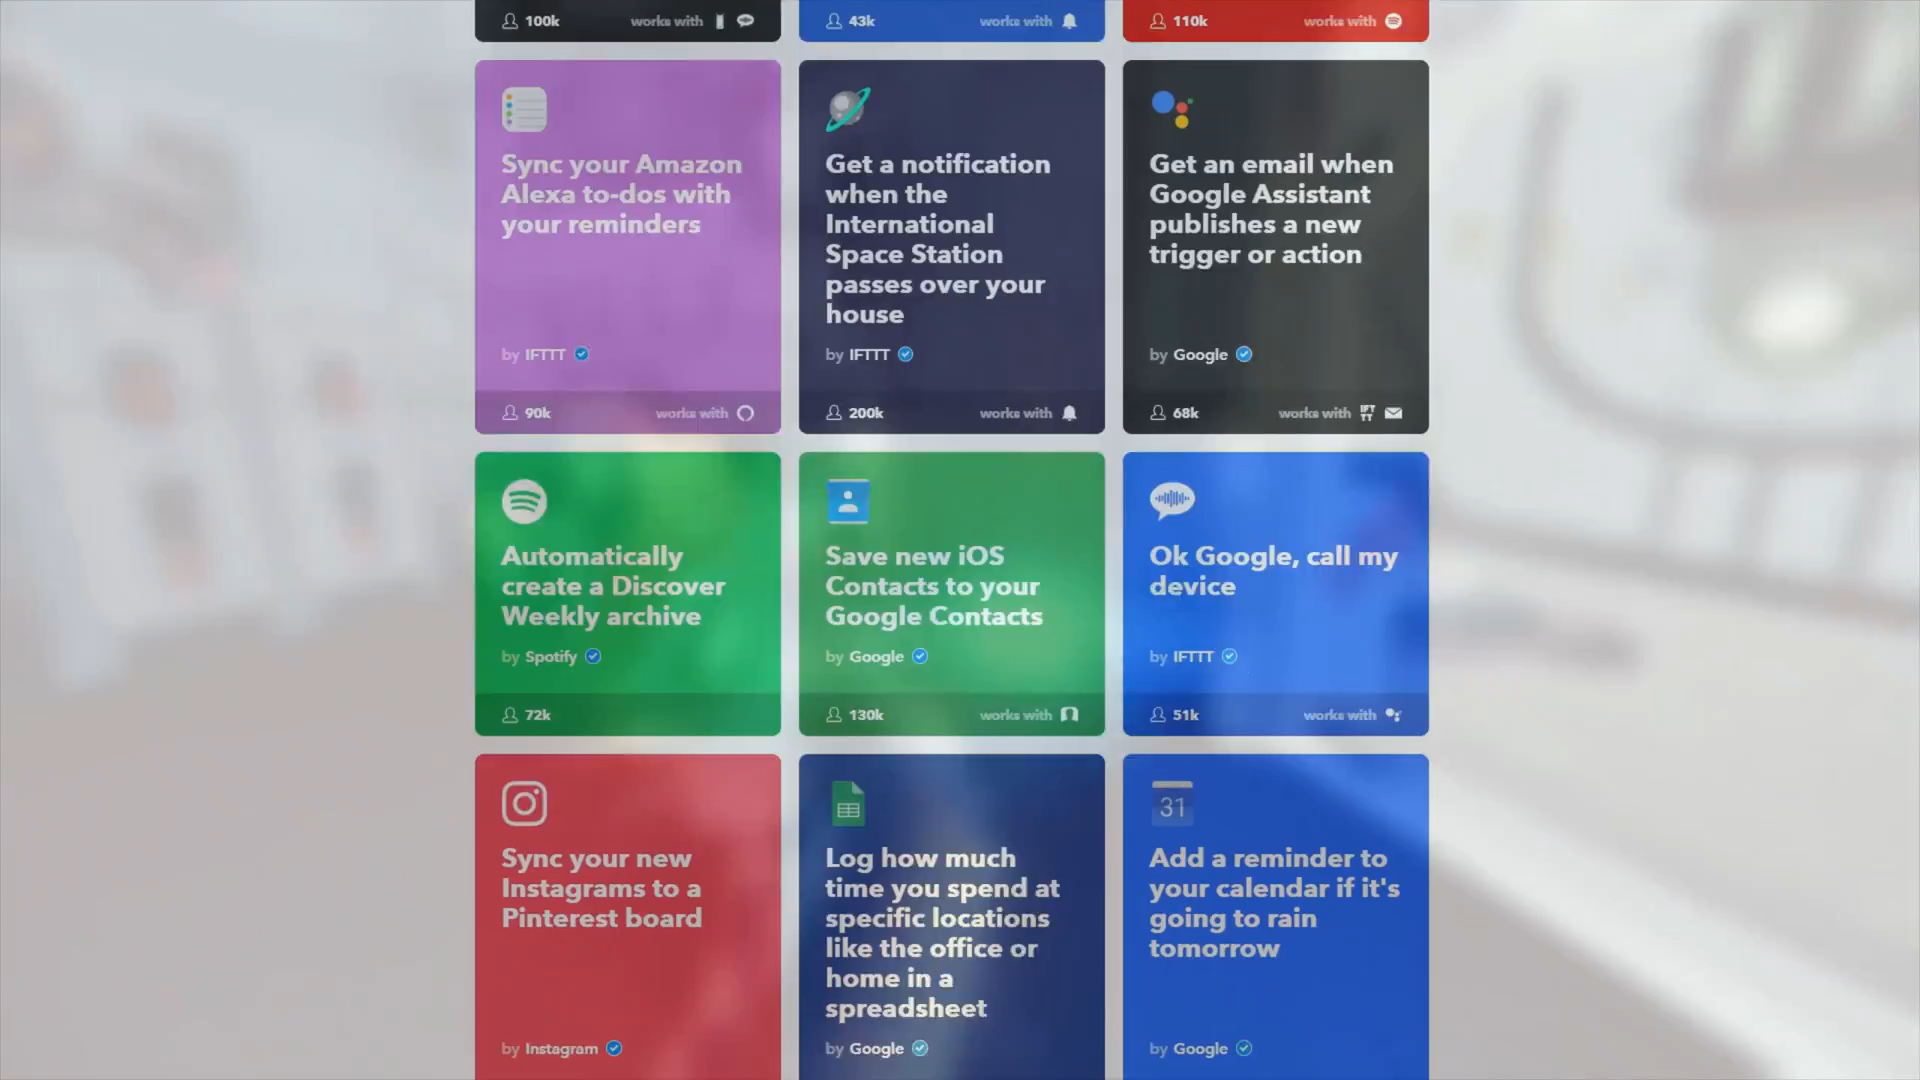 100k works with
43k works with
110k works with
Sync your Amazon
Alexa to-dos with
your reminders
by IFTTT
90k works with
Get a notification
when the
International
Space Station
passes over your
house
by IFTTT
200k works with
Get an email when
Google Assistant
publishes a new
trigger or action
by Google
68k works with IFTTT
Automatically
create a Discover
Weekly archive
by Spotify
72k
Save new iOS
Contacts to your
Google Contacts
by Google
130k works with
Ok Google, call my
device
by IFTTT
51k works with
Sync your new
Instagrams to a
Pinterest board
by Instagram
Log how much
time you spend at
specific locations
like the office or
home in a
spreadsheet
by Google
31
Add a reminder to
your calendar if it's
going to rain
tomorrow
by Google